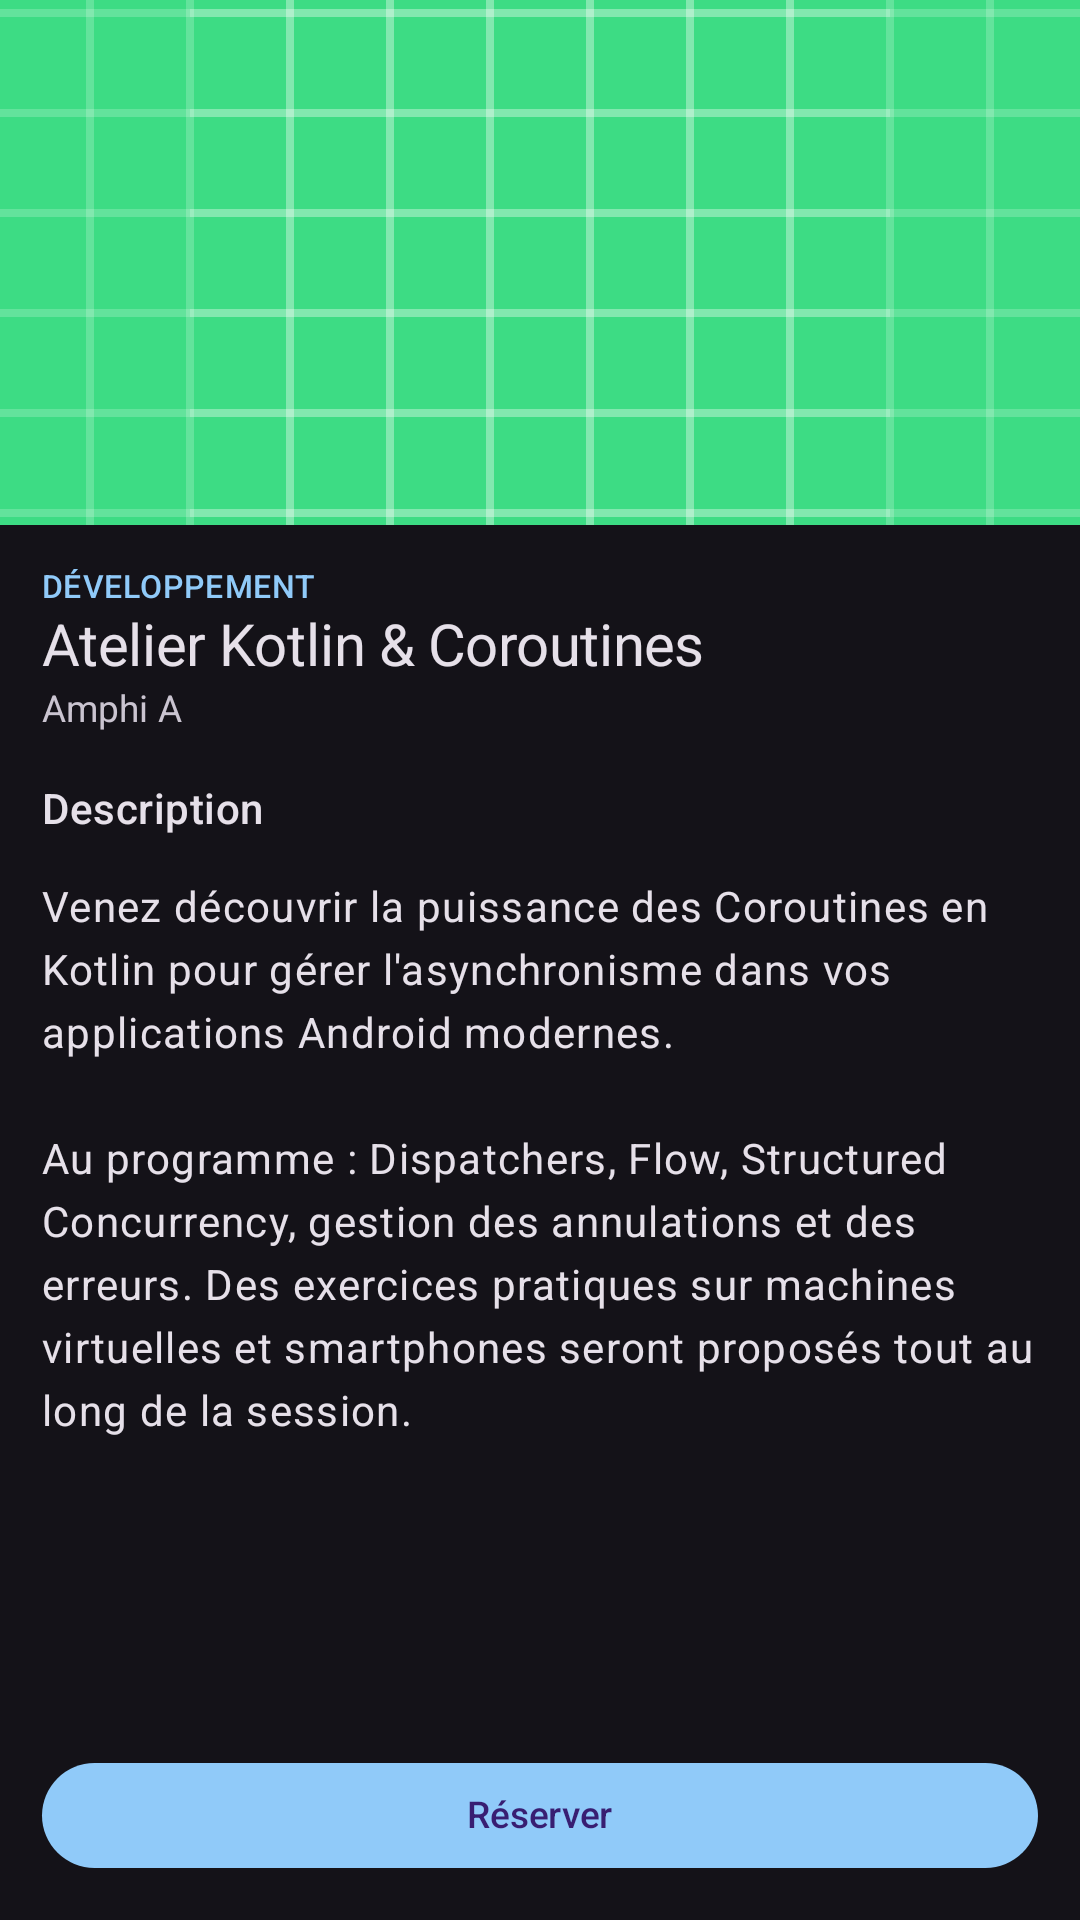 DÉVELOPPEMENT
Atelier Kotlin & Coroutines
Amphi A
Description
Venez découvrir la puissance des Coroutines en
Kotlin pour gérer l'asynchronisme dans vos
applications Android modernes.
Au programme : Dispatchers, Flow, Structured
Concurrency, gestion des annulations et des
erreurs. Des exercices pratiques sur machines
virtuelles et smartphones seront proposés tout au
long de la session.
Réserver